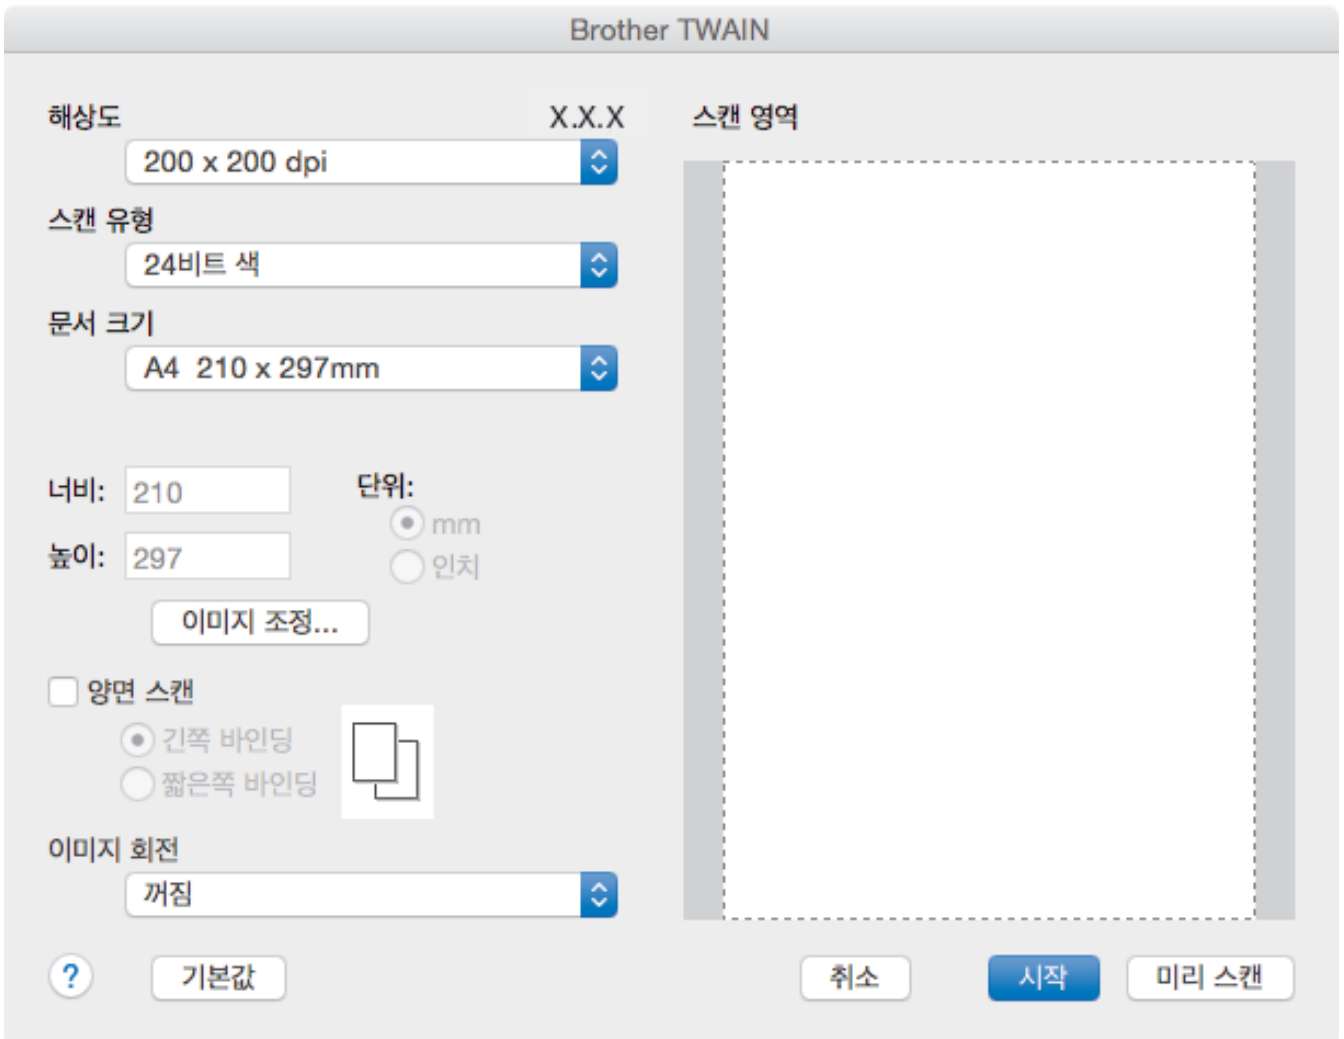 Brother TWAIN
해상도
X.X.X
200 x 200 dpi
스캔 유형
24비트 색
문서 크기
A4 210 x 297mm
너비: 210
높이: 297
단위:
mm
인치
이미지 조정...
양면 스캔
긴쪽 바인딩
짧은쪽 바인딩
이미지 회전
꺼짐
스캔 영역
?
기본값
취소
시작
미리 스캔